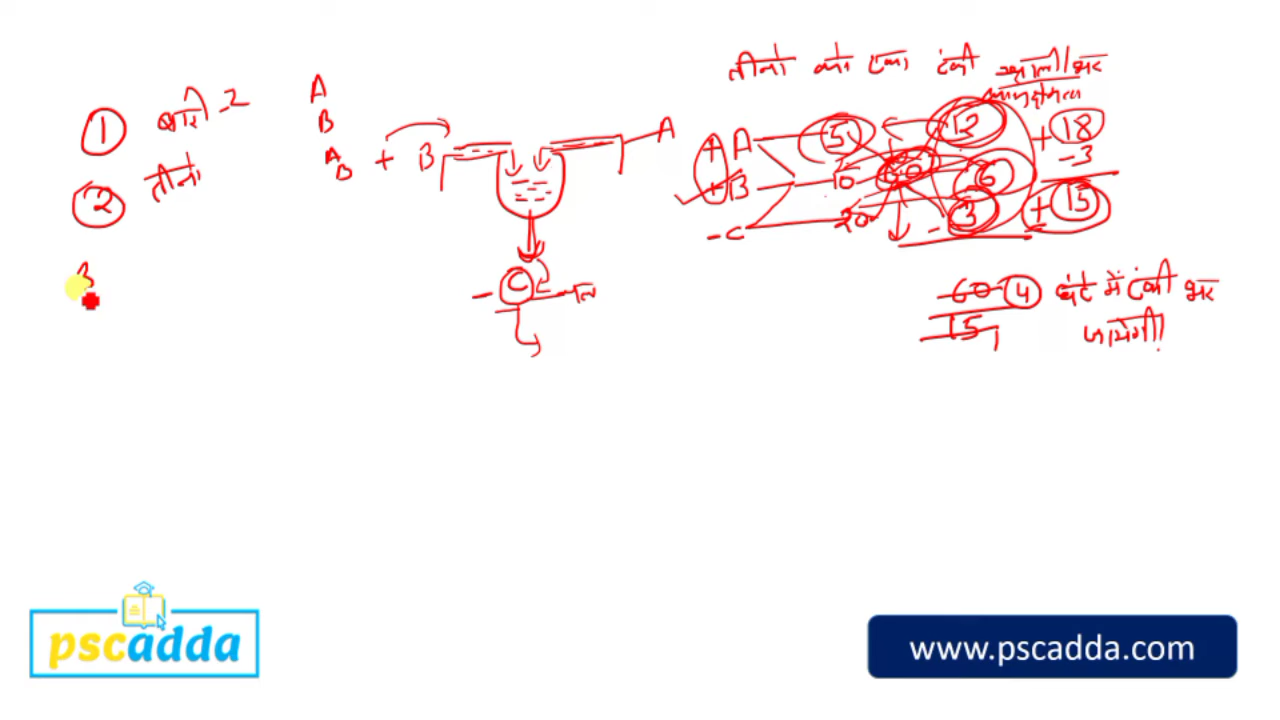 तीनो को एक टंकी खाली/भर
① बारी-2
② तीनो
3
A
B
A
B
+ B
A
C
-
+ A 5 12 +18
+ B 10 60 6 -3
- C 20 - 3 + 15
60 ④ घंटे में टंकी भर
15 जायेगी।
pscadda
www.pscadda.com